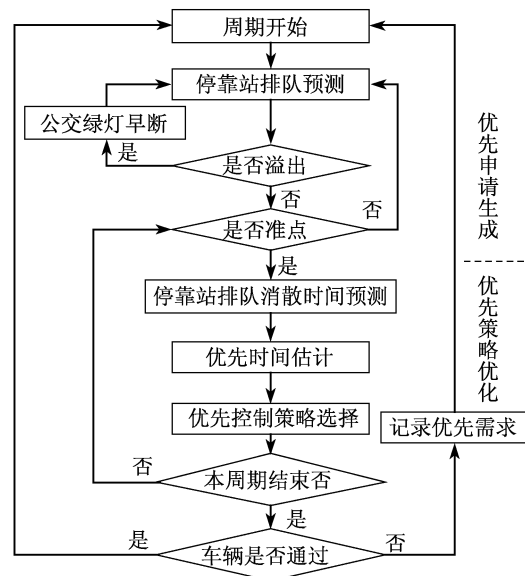 周期开始
停靠站排队预测
公交绿灯早断
是
是否溢出
否
否
是否准点
是
停靠站排队消散时间预测
优先时间估计
优先控制策略选择
记录优先需求
否
本周期结束否
是
是
车辆是否通过
否
优先申请生成
优先策略优化